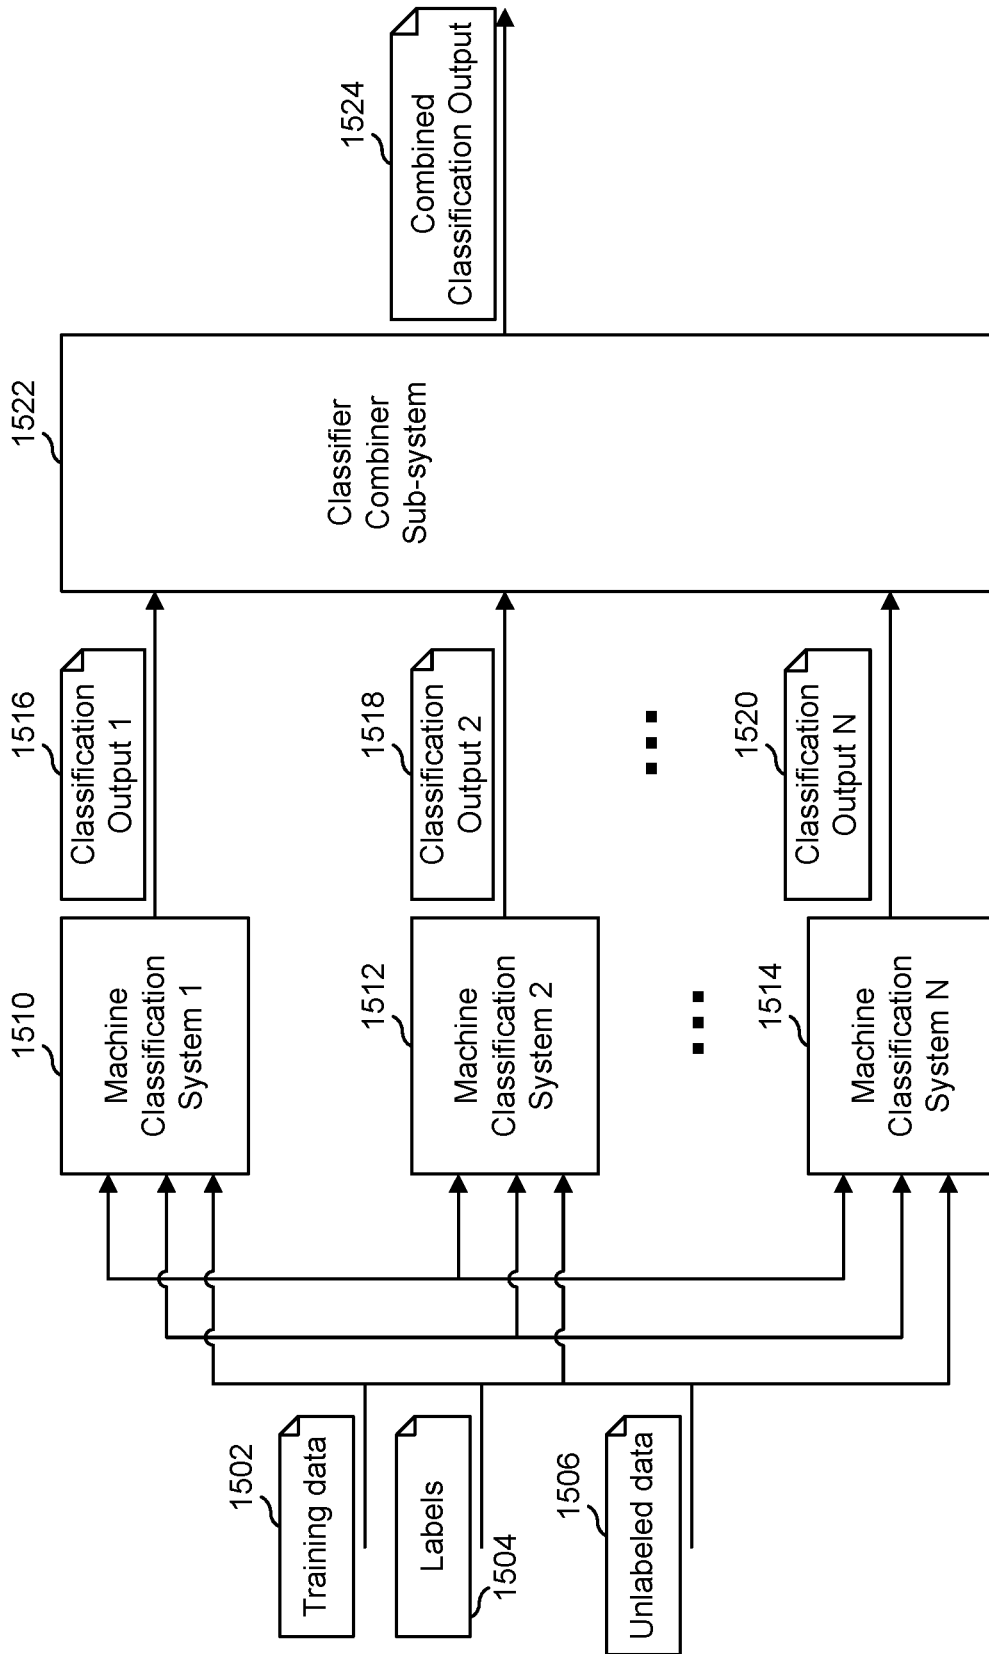 1502
Training data
Labels
1504
1506
Unlabeled data
1510
Machine
Classification
System 1
1512
Machine
Classification
System 2
1514
Machine
Classification
System N
1516
Classification
Output 1
1518
Classification
Output 2
1520
Classification
Output N
1522
Classifier
Combiner
Sub-system
1524
Combined
Classification Output